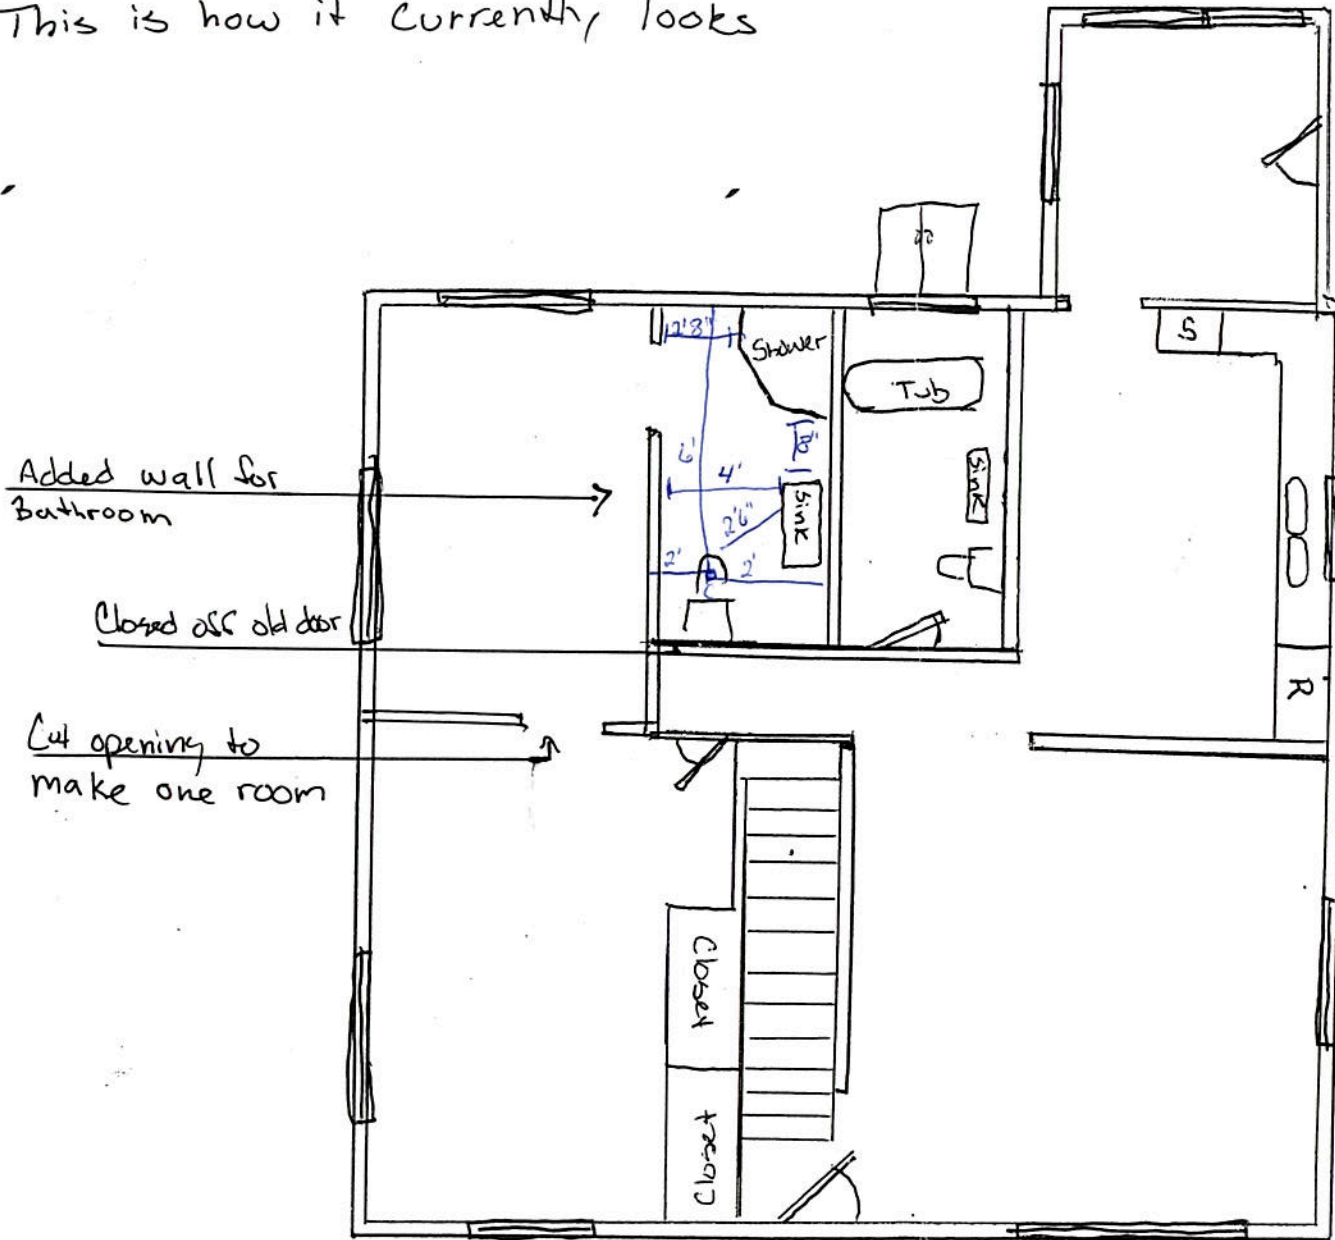 This is how it currently looks
2'8"
Shower
Tub
S
6'
4'
Sink
Sink
2'6"
2'
2'
C
Added wall for
Bathroom
Closed off old door
R
Cut opening to
make one room
Closet
Closet